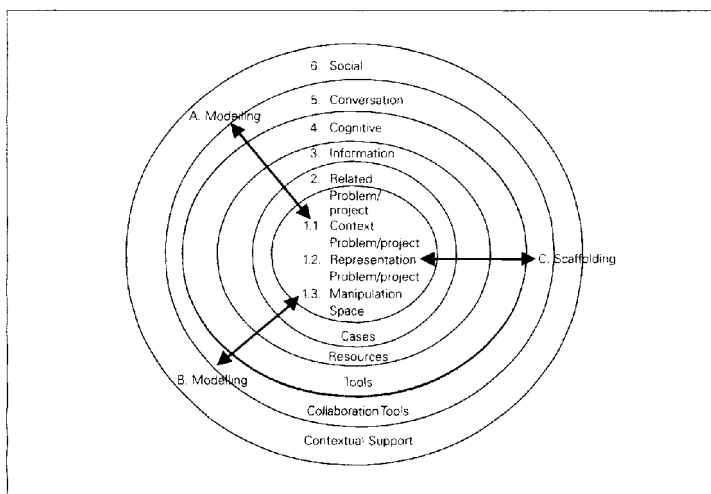 6. Social
5. Conversation
A. Modelling
4 Cognitive
3. Information
2. Related
Problem/
project
1.1 Context
Problem/project
1.2. Representation
C. Scaffolding
Problem/project
1.3. Manipulation
Space
Cases
Resources
B. Modelling
Tools
Collaboration Tools
Contextual Support